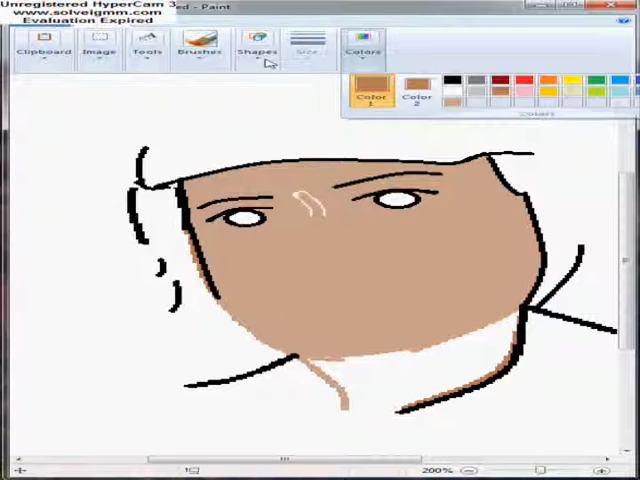 Unregistered HyperCam 3
www.solveigmm.com
Evaluation Expired
ed - Paint
Clipboard
Image
Tools
Brushes
Shapes
Size
Colors
Color
1
Color
2
Colors
200%